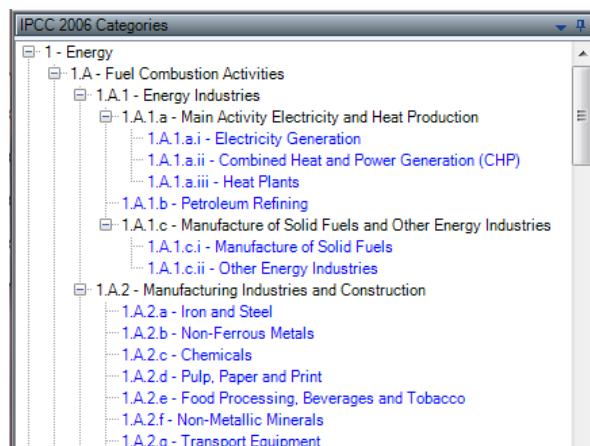 IPCC 2006 Categories
1 - Energy
1.A - Fuel Combustion Activities
1.A.1 - Energy Industries
1.A.1.a - Main Activity Electricity and Heat Production
1.A.1.a.i - Electricity Generation
1.A.1.a.ii - Combined Heat and Power Generation (CHP)
1.A.1.a.iii - Heat Plants
1.A.1.b - Petroleum Refining
1.A.1.c - Manufacture of Solid Fuels and Other Energy Industries
1.A.1.c.i - Manufacture of Solid Fuels
1.A.1.c.ii - Other Energy Industries
1.A.2 - Manufacturing Industries and Construction
1.A.2.a - Iron and Steel
1.A.2.b - Non-Ferrous Metals
1.A.2.c - Chemicals
1.A.2.d - Pulp, Paper and Print
1.A.2.e - Food Processing, Beverages and Tobacco
1.A.2.f - Non-Metallic Minerals
1.A.2.g - Transport Equipment